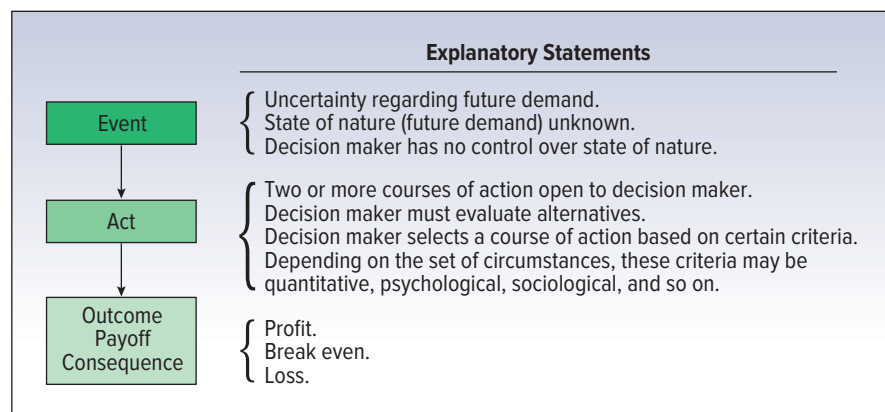 Explanatory Statements
Event
Uncertainty regarding future demand.
State of nature (future demand) unknown.
Decision maker has no control over state of nature.
Act
Two or more courses of action open to decision maker.
Decision maker must evaluate alternatives.
Decision maker selects a course of action based on certain criteria.
Depending on the set of circumstances, these criteria may be
quantitative, psychological, sociological, and so on.
Outcome
Payoff
Consequence
Profit.
Break even.
Loss.